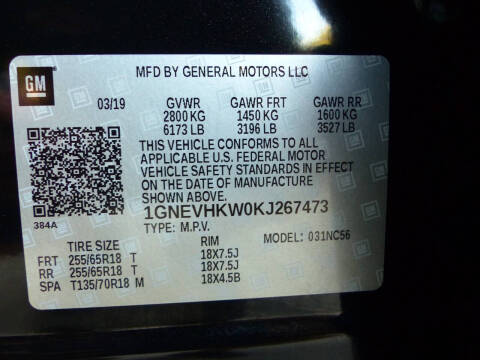 MFD BY GENERAL MOTORS LLC
GM
03/19 GVWR GAWR FRT GAWR RR
2800 KG 1450 KG 1600 KG
6173 LB 3196 LB 3527 LB
THIS VEHICLE CONFORMS TO ALL
APPLICABLE U.S. FEDERAL MOTOR
VEHICLE SAFETY STANDARDS IN EFFECT
ON THE DATE OF MANUFACTURE
SHOWN ABOVE.
384A
1GNEVHKW0KJ267473
TYPE: M.P.V. MODEL: 031NC56
TIRE SIZE RIM
FRT 255/65R18 T 18X7.5J
RR 255/65R18 T 18X7.5J
SPA T135/70R18 M 18X4.5B